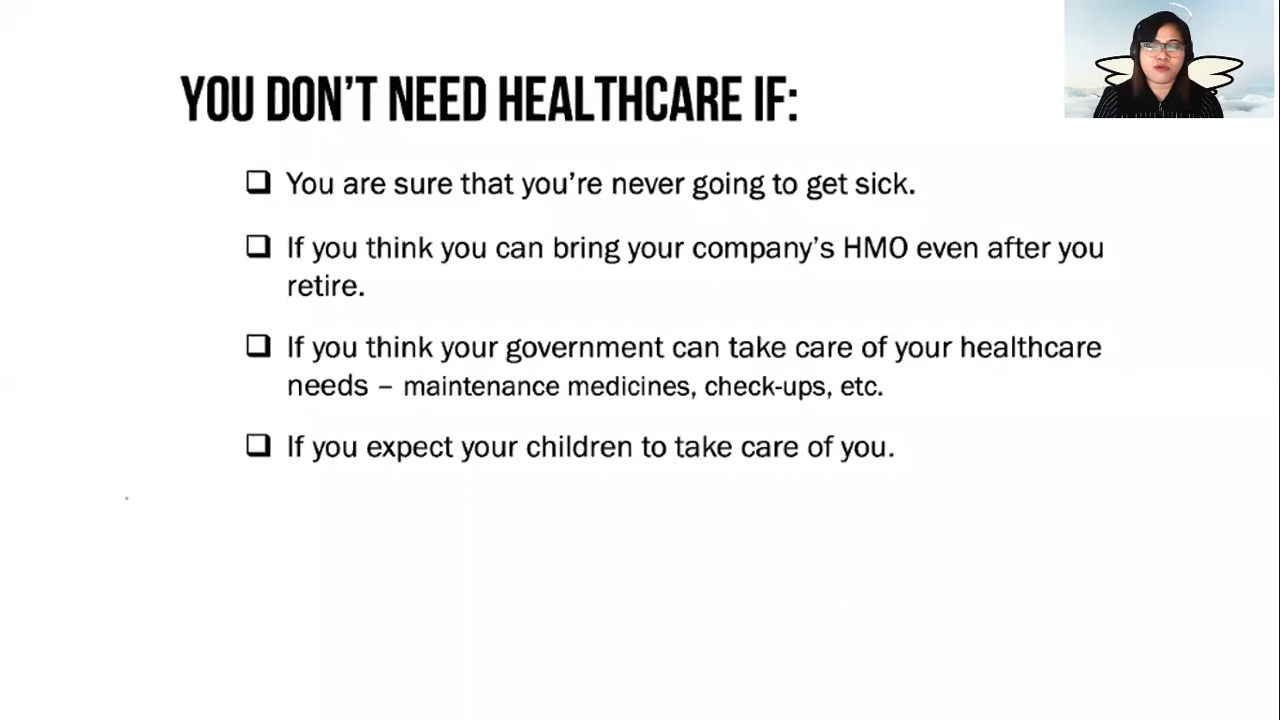 YOU DON'T NEED HEALTHCARE IF:
You are sure that you're never going to get sick.
If you think you can bring your company's HMO even after you
retire.
If you think your government can take care of your healthcare
needs – maintenance medicines, check-ups, etc.
If you expect your children to take care of you.